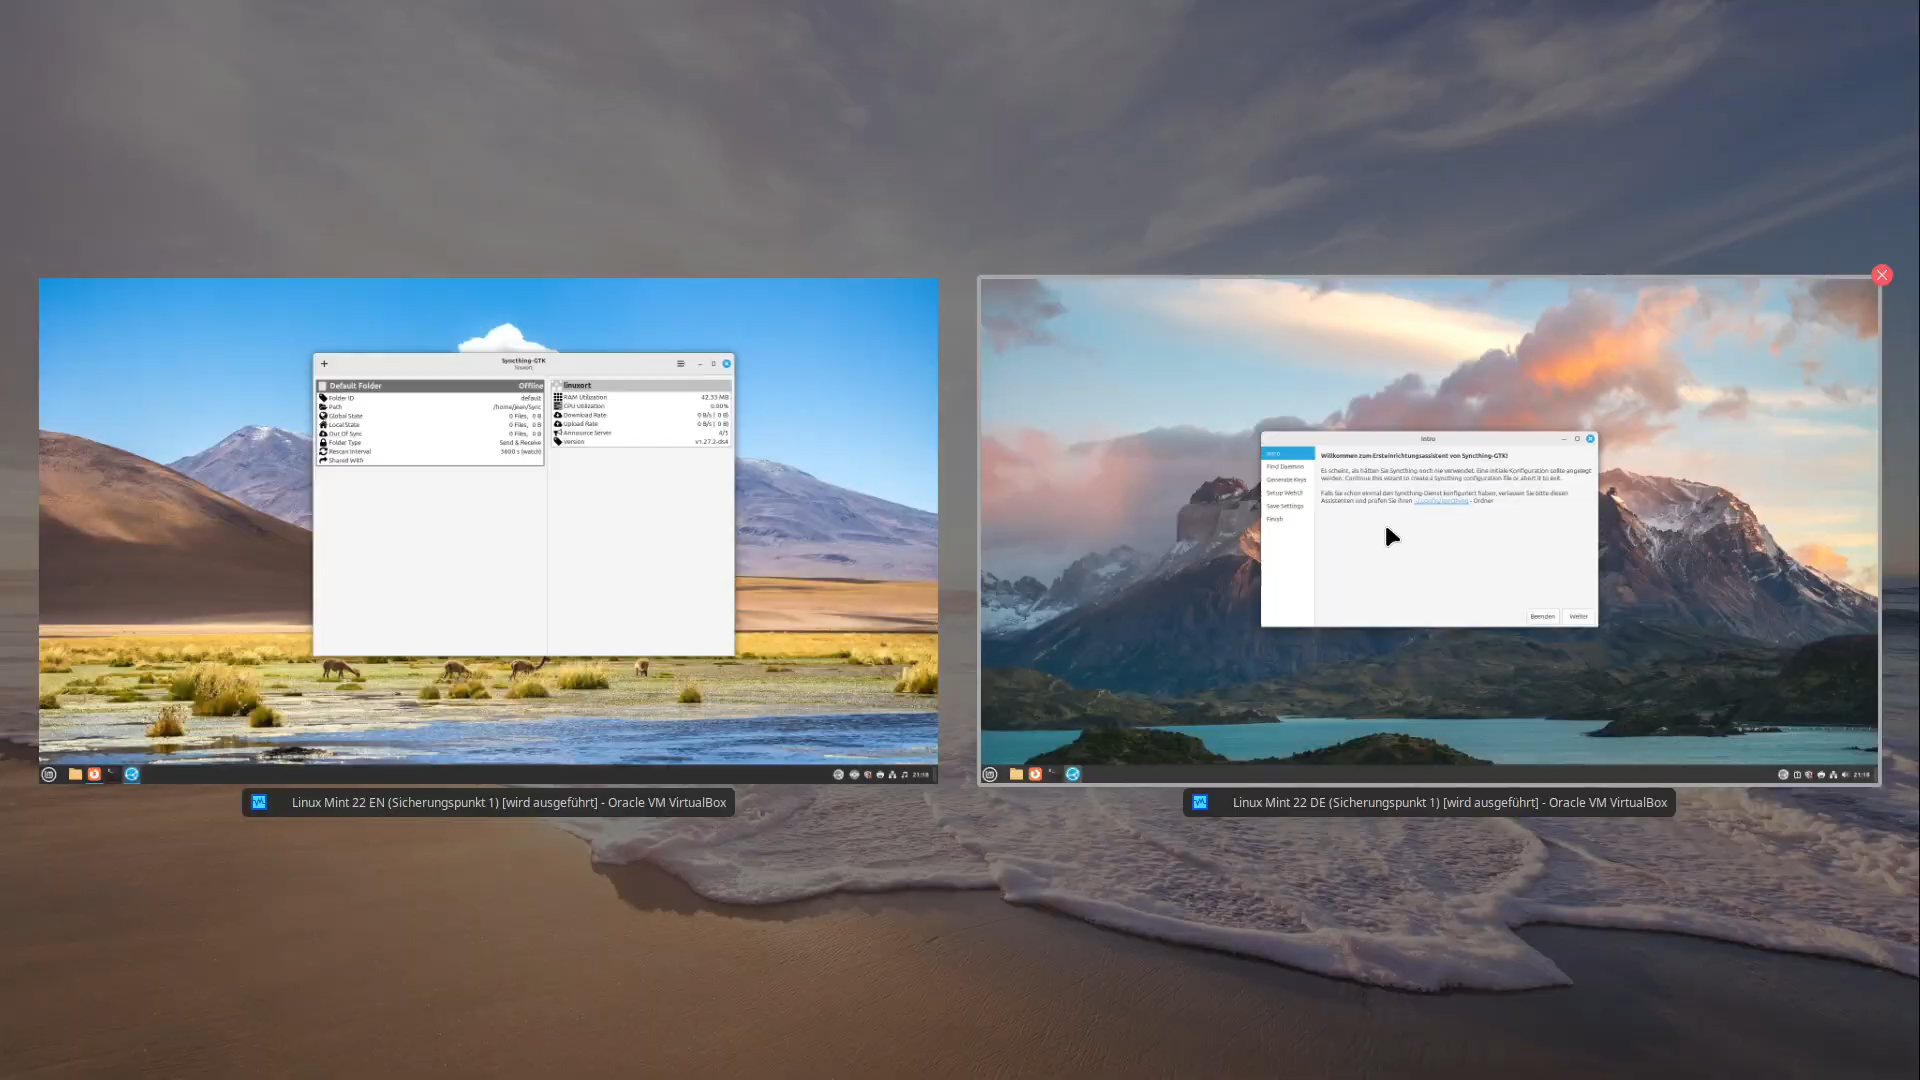 Syncthing-GTK
linuxort
Default Folder Offline
Folder ID default
Path /home/jean/Sync
Global State 0 Files, 0 B
Local State 0 Files, 0 B
Out Of Sync 0 Files, 0 B
Folder Type Send & Receive
Rescan Interval 3600 s (watch)
Shared With
linuxort
RAM Utilization 42.33 MB
CPU Utilization 0.00%
Download Rate 0 B/s ( 0 B)
Upload Rate 0 B/s ( 0 B)
Announce Server 4/5
Version v1.27.2-ds4
21:18
Linux Mint 22 EN (Sicherungspunkt 1) [wird ausgeführt] - Oracle VM VirtualBox
Intro
Intro
Find Daemon
Generate Keys
Setup WebUI
Save Settings
Finish
Willkommen zum Ersteinrichtungsassistent von Syncthing-GTK!
Es scheint, als hätten Sie Syncthing noch nie verwendet. Eine initiale Konfiguration sollte angelegt
werden. Continue this wizard to create a Syncthing configuration file or abort it to exit.
Falls Sie schon einmal den Syncthing-Dienst konfiguriert haben, verlassen Sie bitte diesen
Assistenten und prüfen Sie Ihren ~/.config/syncthing - Ordner
Beenden Weiter
21:18
Linux Mint 22 DE (Sicherungspunkt 1) [wird ausgeführt] - Oracle VM VirtualBox